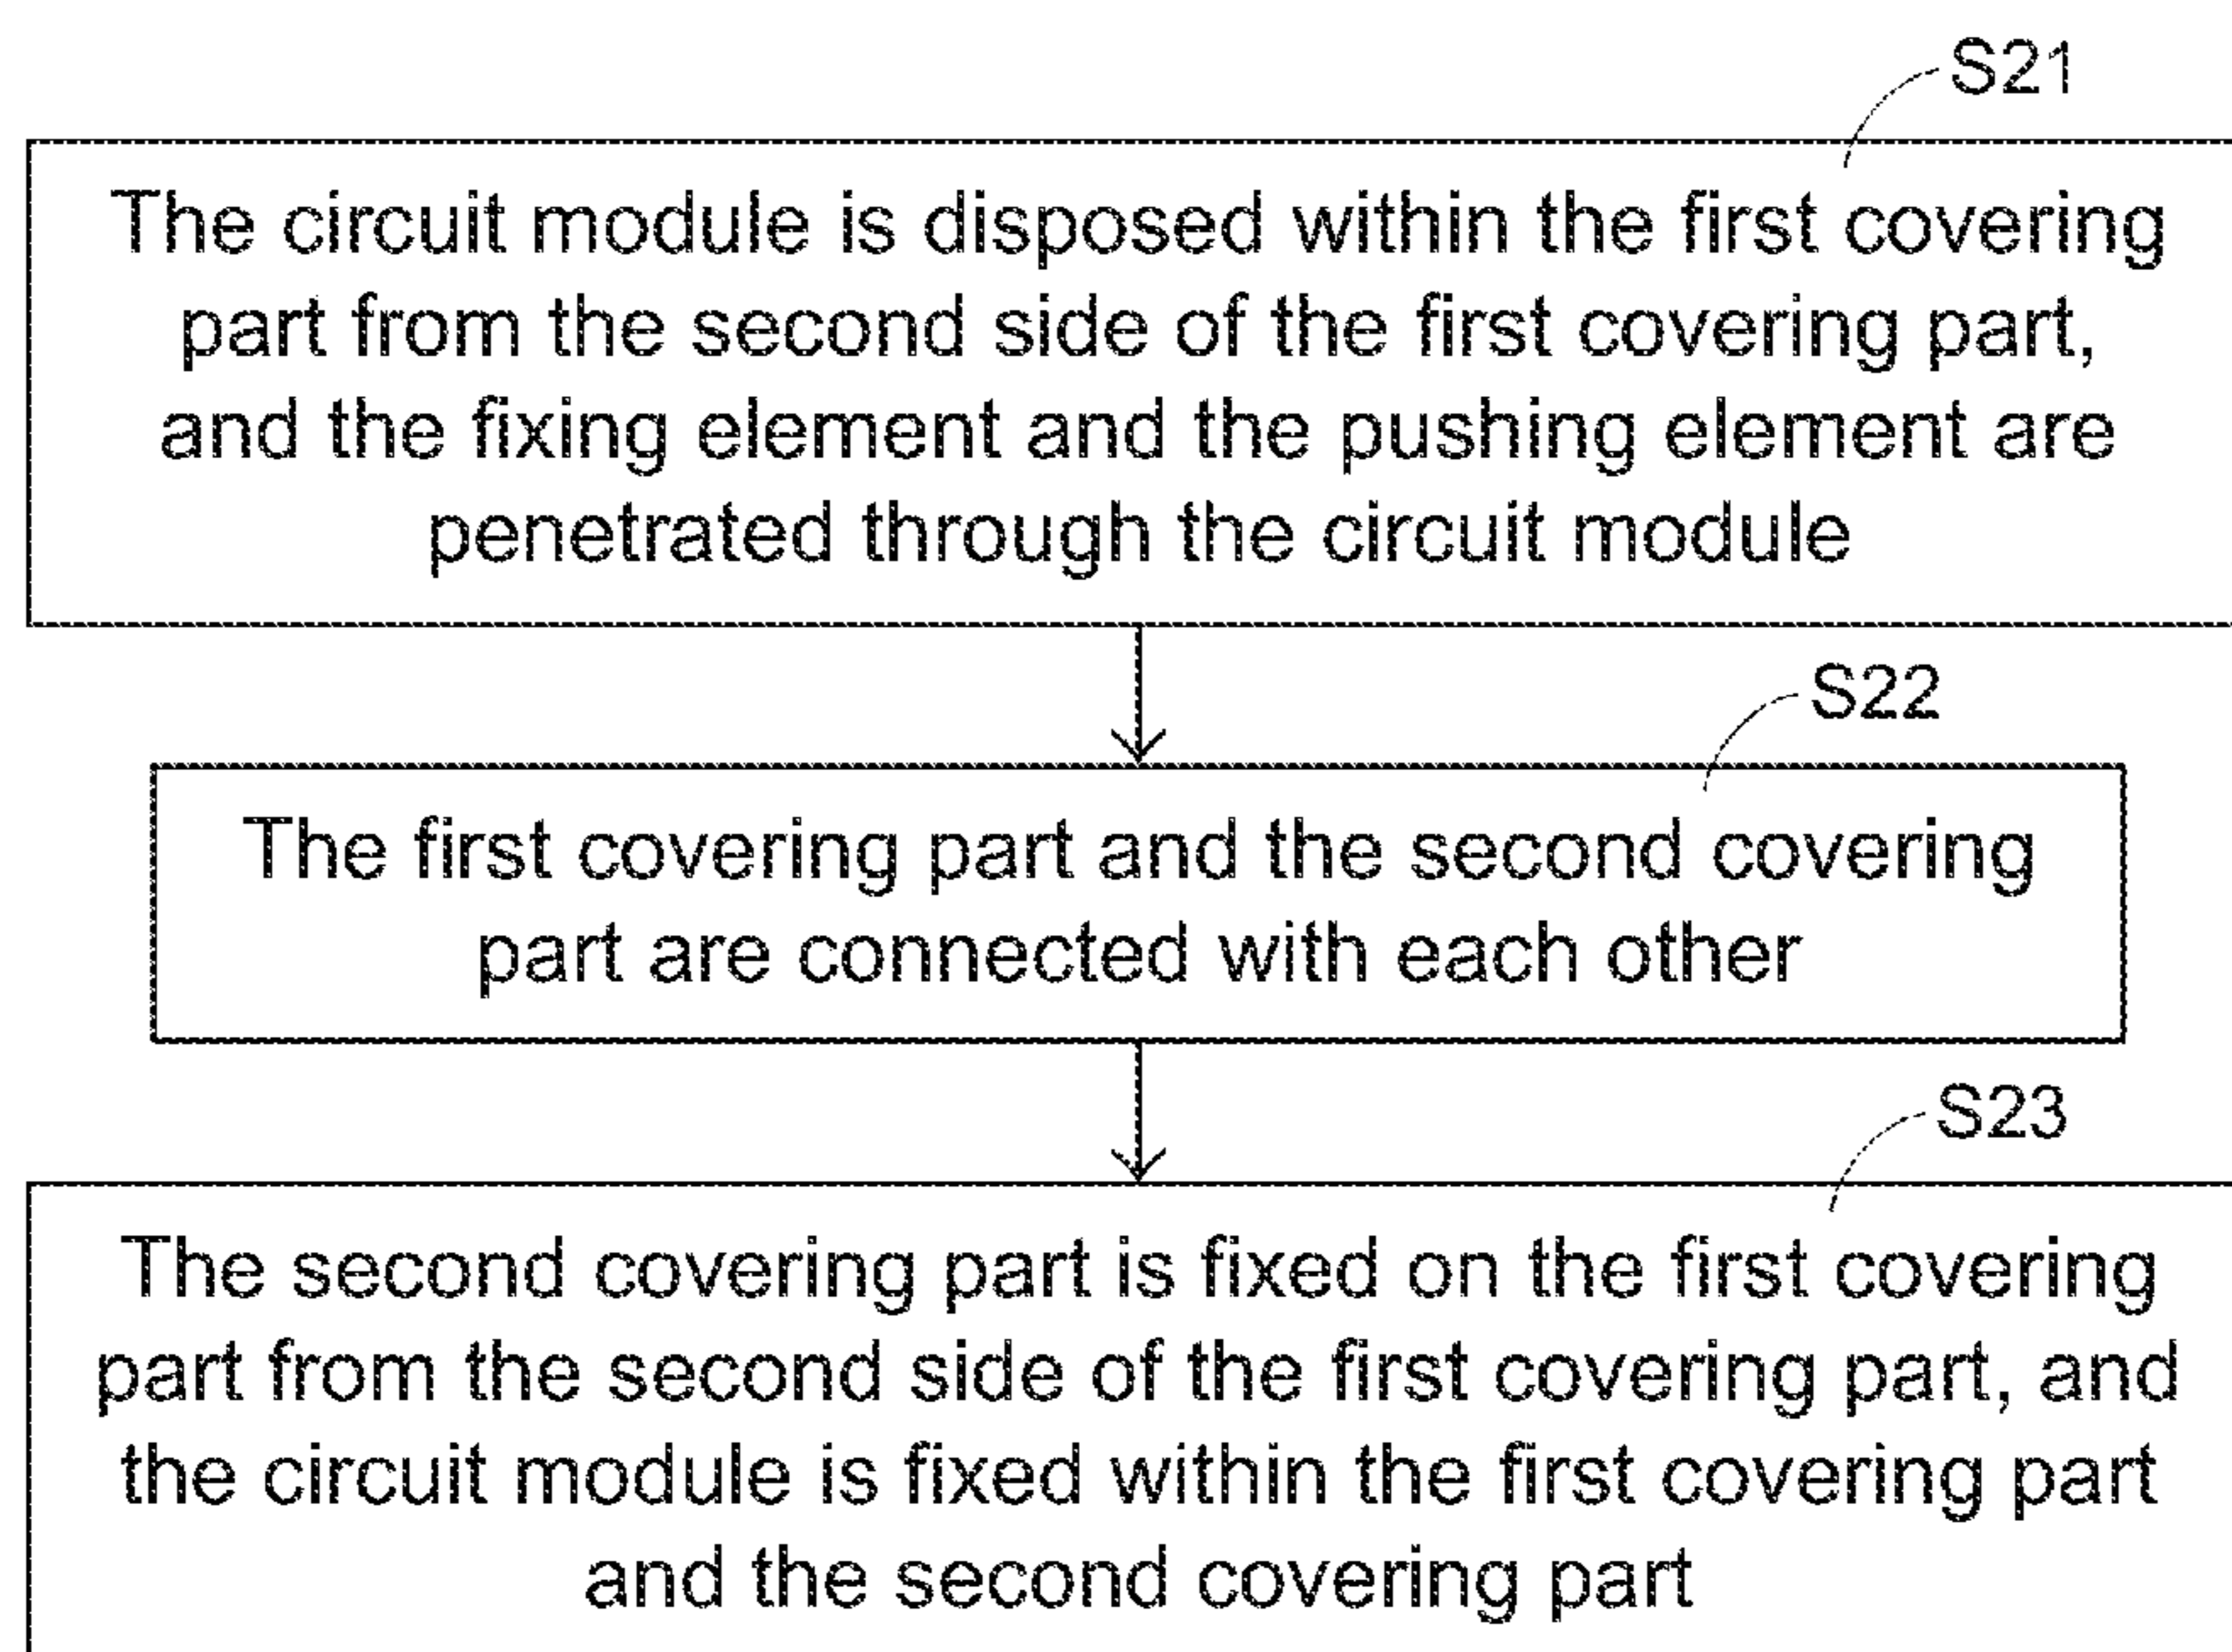 S21
The circuit module is disposed within the first covering
part from the second side of the first covering part,
and the fixing element and the pushing element are
penetrated through the circuit module
S22
The first covering part and the second covering
part are connected with each other
S23
The second covering part is fixed on the first covering
part from the second side of the first covering part, and
the circuit module is fixed within the first covering part
and the second covering part